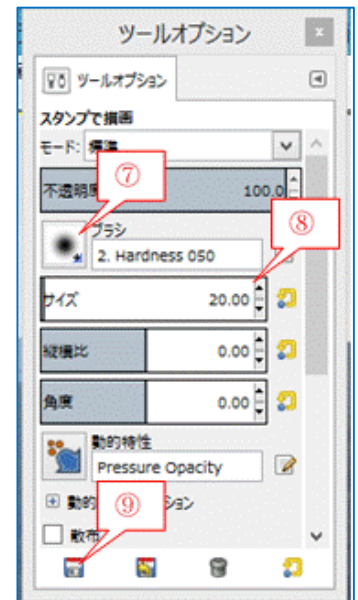 ツールオプション
ツールオプション
スタンプで描画
モード: 標準
⑦
不透明度 100.0
⑧
ブラシ
2. Hardness 050
サイズ 20.00
縦横比 0.00
角度 0.00
動的特性
Pressure Opacity
動的 ション
⑨
散布